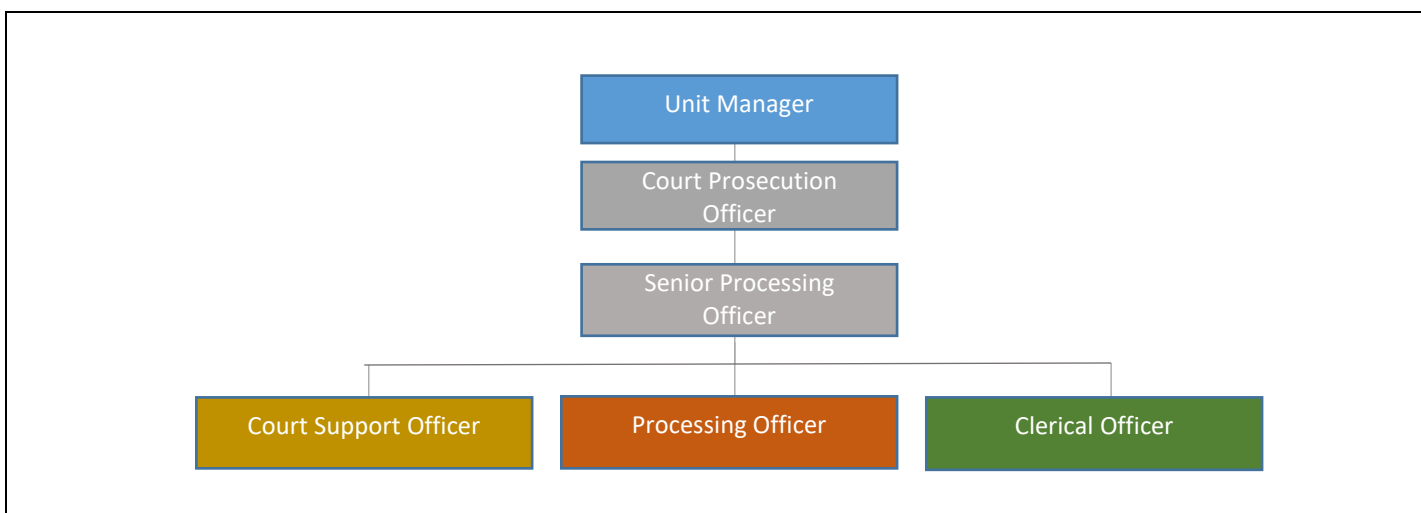 Unit Manager
Court Prosecution
Officer
Senior Processing
Officer
Court Support Officer
Processing Officer
Clerical Officer